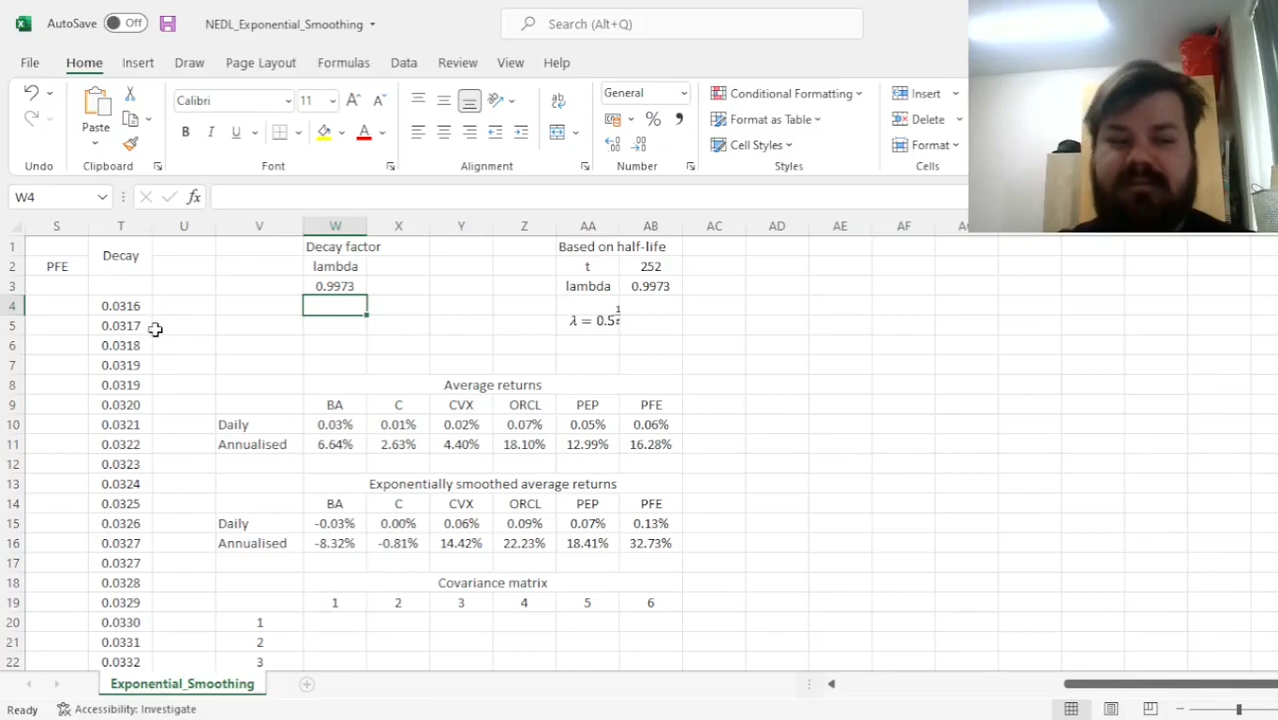 AutoSave Off NEDL_Exponential_Smoothing Search (Alt+Q)
File Home Insert Draw Page Layout Formulas Data Review View Help
Calibri 11 General Conditional Formatting Insert
Paste B I U Format as Table Delete
Cell Styles Format
Undo Clipboard Font Alignment Number Styles Cells
W4 fx
S T U V W X Y Z AA AB AC AD AE AF
1 Decay Decay factor Based on half-life
2 PFE lambda t 252
3 0.9973 lambda 0.9973
4 0.0316
5 0.0317 λ = 0.5^{1/t}
6 0.0318
7 0.0319
8 0.0319 Average returns
9 0.0320 BA C CVX ORCL PEP PFE
10 0.0321 Daily 0.03% 0.01% 0.02% 0.07% 0.05% 0.06%
11 0.0322 Annualised 6.64% 2.63% 4.40% 18.10% 12.99% 16.28%
12 0.0323
13 0.0324 Exponentially smoothed average returns
14 0.0325 BA C CVX ORCL PEP PFE
15 0.0326 Daily -0.03% 0.00% 0.06% 0.09% 0.07% 0.13%
16 0.0327 Annualised -8.32% -0.81% 14.42% 22.23% 18.41% 32.73%
17 0.0327
18 0.0328 Covariance matrix
19 0.0329 1 2 3 4 5 6
20 0.0330 1
21 0.0331 2
22 0.0332 3
Exponential_Smoothing
Ready Accessibility: Investigate